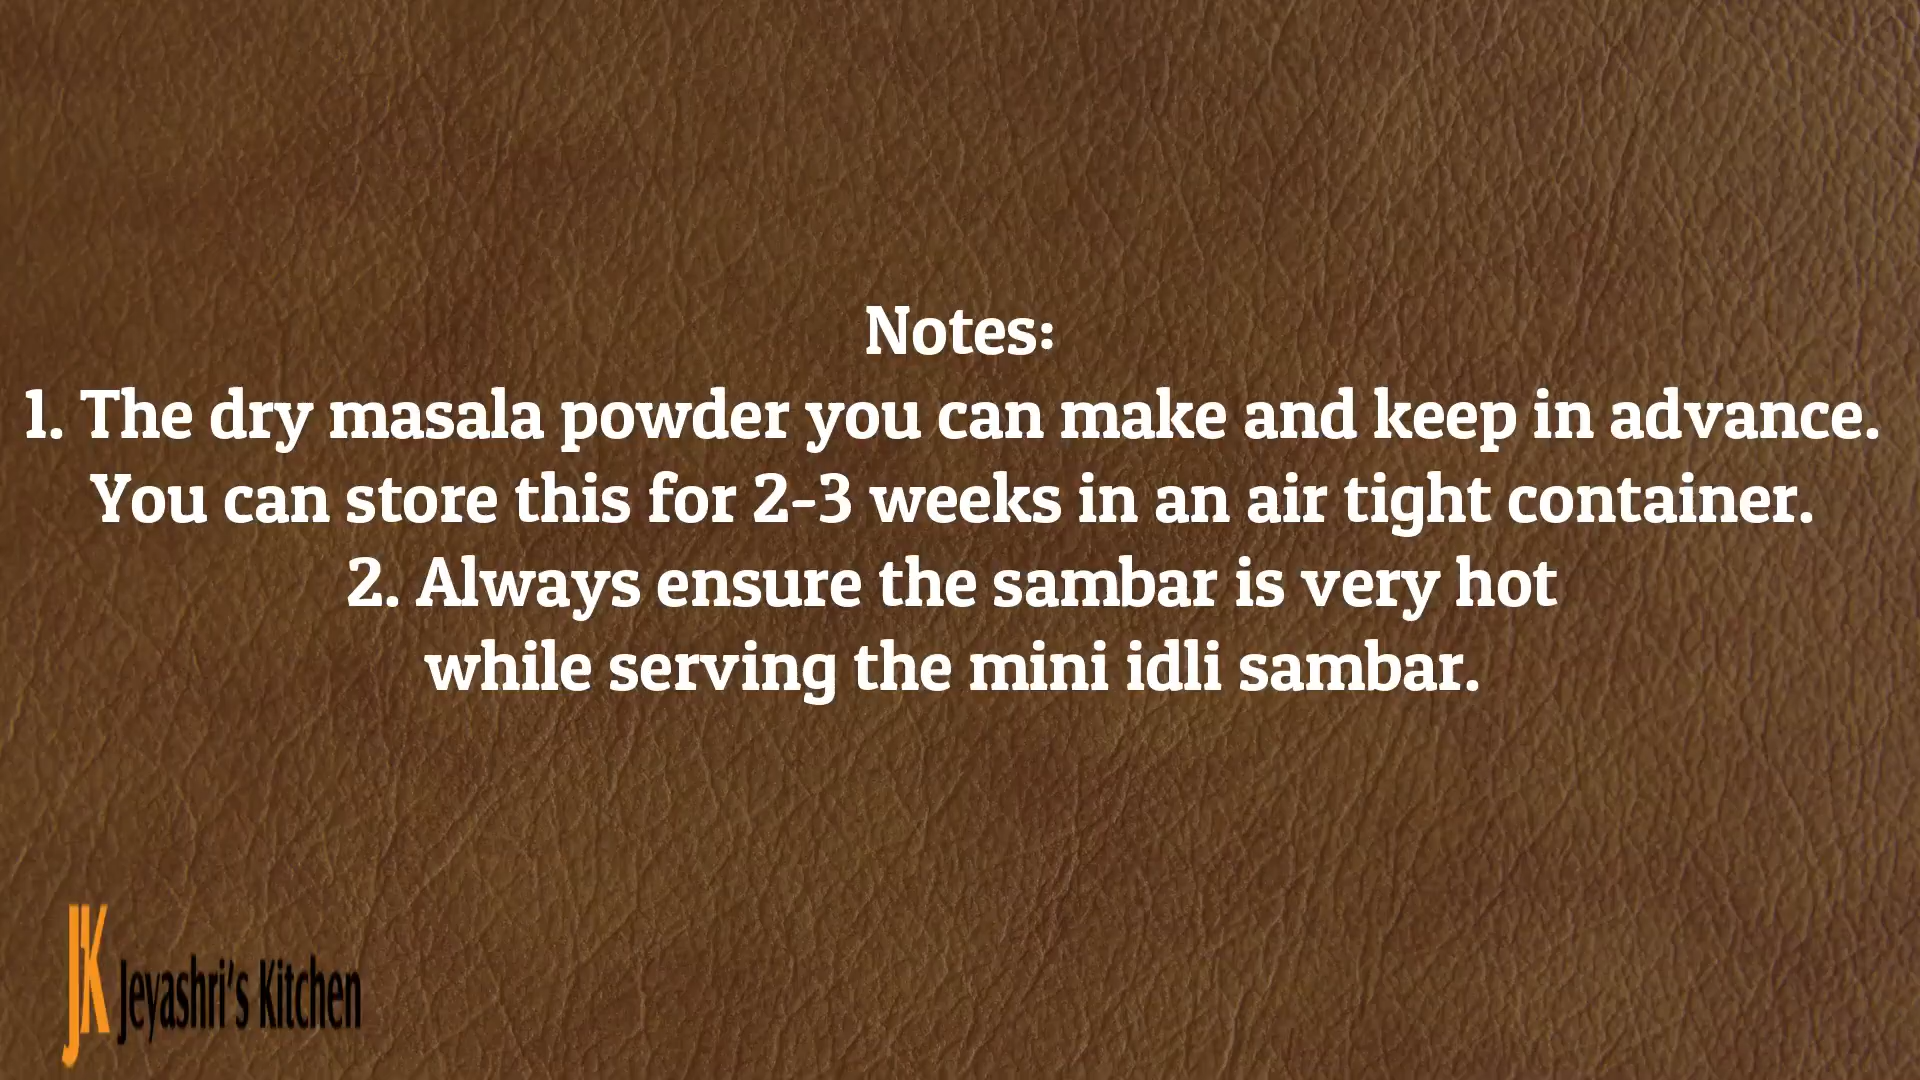 Notes:
1. The dry masala powder you can make and keep in advance.
You can store this for 2-3 weeks in an air tight container.
2. Always ensure the sambar is very hot
while serving the mini idli sambar.
JK Jeyashri's Kitchen